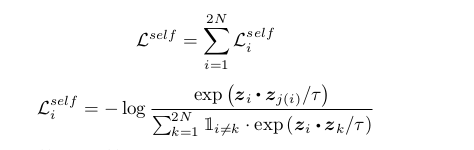 $$\mathcal{L}^{self} = \sum_{i=1}^{2N} \mathcal{L}_i^{self}$$
$$\mathcal{L}_i^{self} = -\log \frac{\exp\left(\boldsymbol{z}_i \bullet \boldsymbol{z}_{j(i)}/\tau\right)}{\sum_{k=1}^{2N} \mathbb{1}_{i \neq k} \cdot \exp\left(\boldsymbol{z}_i \bullet \boldsymbol{z}_k/\tau\right)}$$